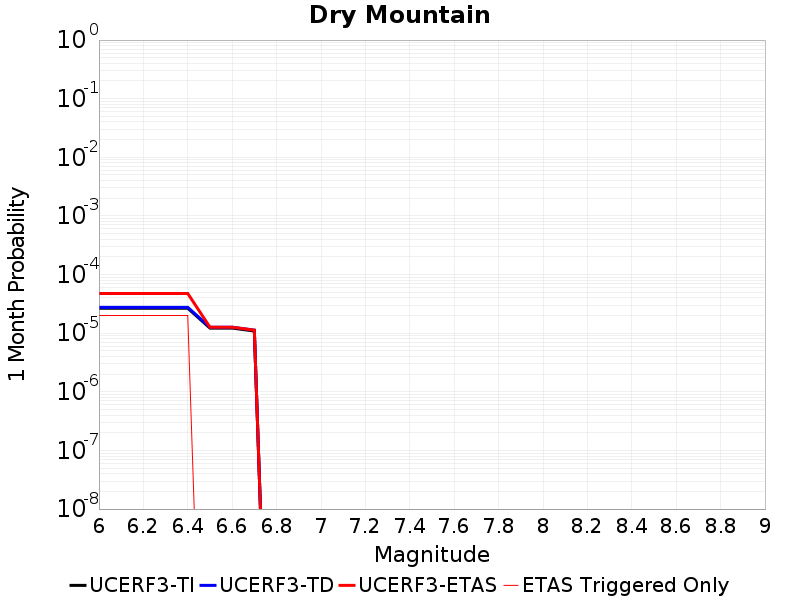 Dry Mountain
10^0
10^-1
10^-2
10^-3
10^-4
10^-5
10^-6
10^-7
10^-8
1 Month Probability
6 6.2 6.4 6.6 6.8 7 7.2 7.4 7.6 7.8 8 8.2 8.4 8.6 8.8 9
Magnitude
UCERF3-TI UCERF3-TD UCERF3-ETAS ETAS Triggered Only